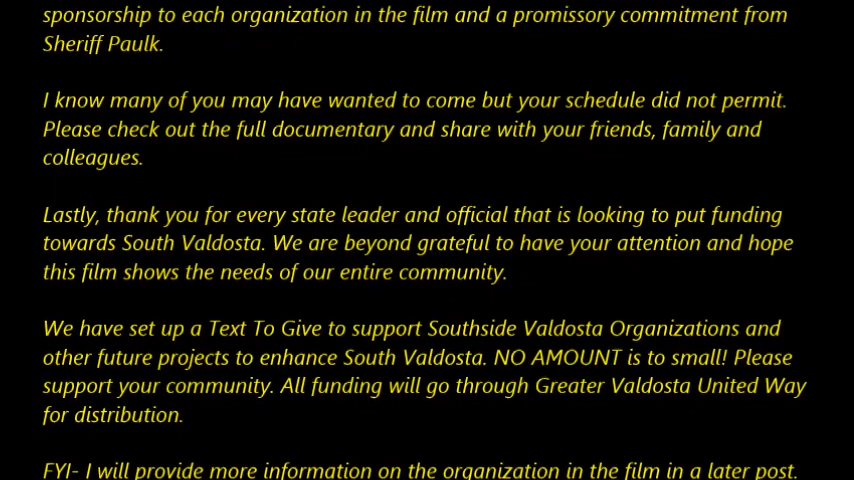 sponsorship to each organization in the film and a promissory commitment from
Sheriff Paulk.
I know many of you may have wanted to come but your schedule did not permit.
Please check out the full documentary and share with your friends, family and
colleagues.
Lastly, thank you for every state leader and official that is looking to put funding
towards South Valdosta. We are beyond grateful to have your attention and hope
this film shows the needs of our entire community.
We have set up a Text To Give to support Southside Valdosta Organizations and
other future projects to enhance South Valdosta. NO AMOUNT is to small! Please
support your community. All funding will go through Greater Valdosta United Way
for distribution.
FYI- I will provide more information on the organization in the film in a later post.